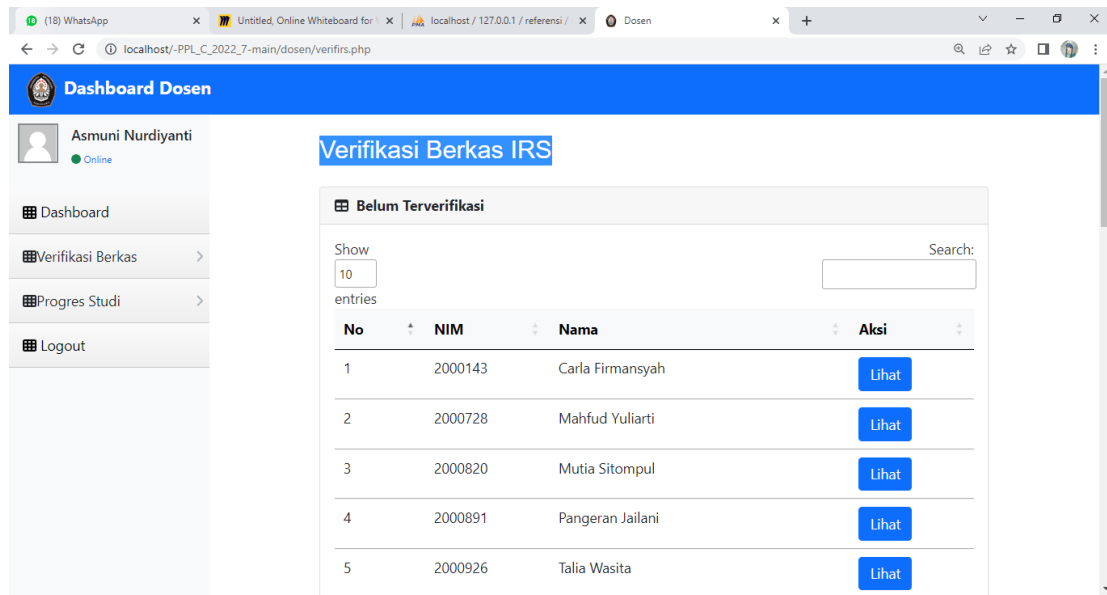 (18) WhatsApp
Untitled, Online Whiteboard for
localhost / 127.0.0.1 / referensi /
Dosen
localhost/-PPL_C_2022_7-main/dosen/verifirs.php
Dashboard Dosen
Asmuni Nurdiyanti
Online
Dashboard
Verifikasi Berkas
Progres Studi
Logout
Verifikasi Berkas IRS
Belum Terverifikasi
Show
10
entries
Search:
No NIM Nama Aksi
1 2000143 Carla Firmansyah Lihat
2 2000728 Mahfud Yuliarti Lihat
3 2000820 Mutia Sitompul Lihat
4 2000891 Pangeran Jailani Lihat
5 2000926 Talia Wasita Lihat